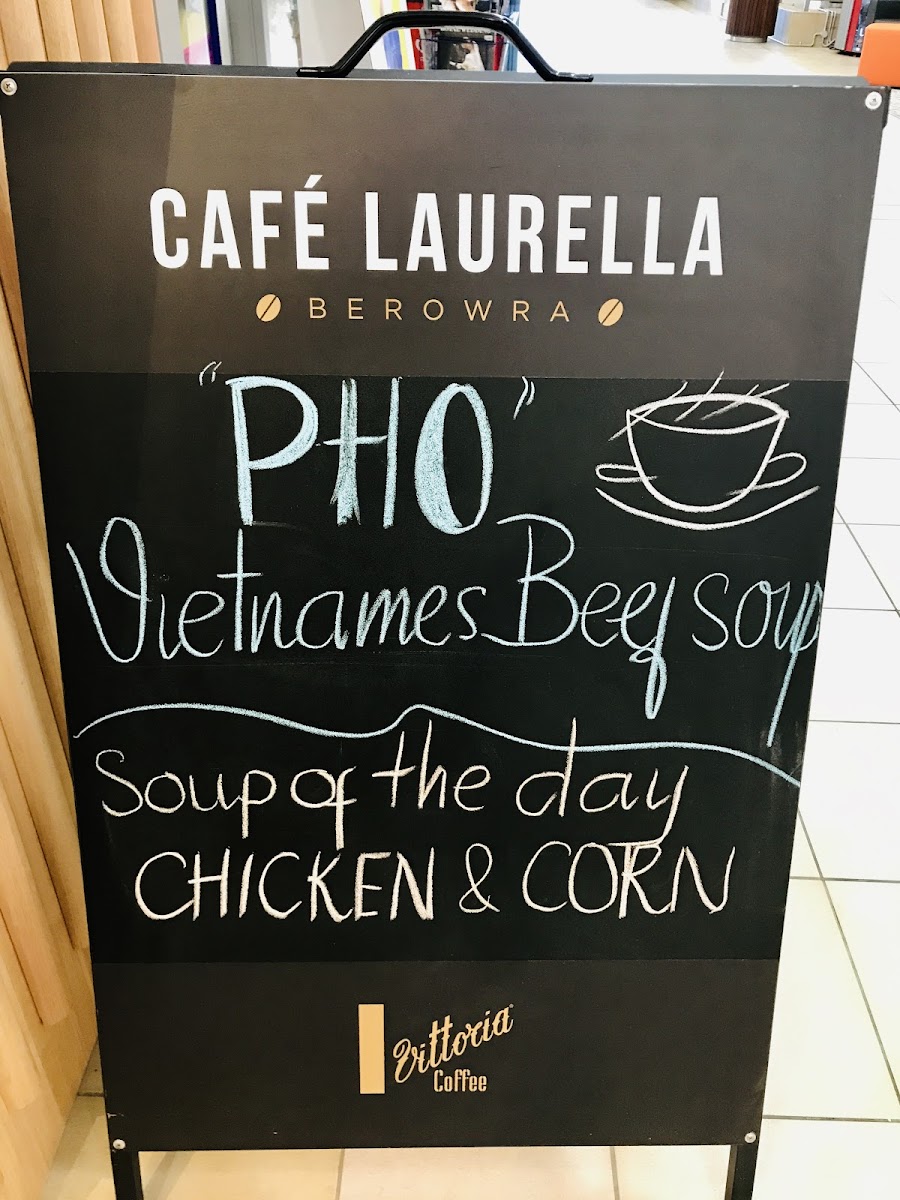 CAFÉ LAURELLA
BEROWRA
"PHO"
Vietnames Beef soup
Soup of the day
CHICKEN & CORN
Vittoria
Coffee